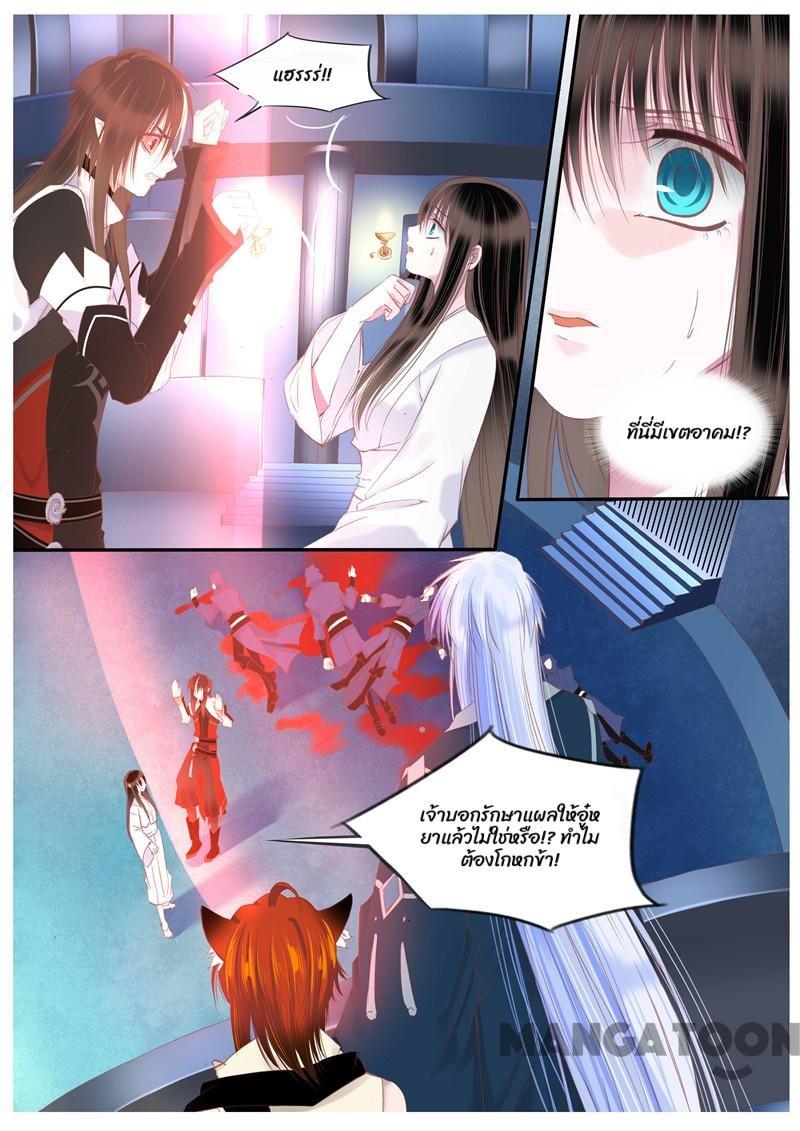 แฮรรร่!!
ที่นี่มีเขตอาคม!?
เจ้าบอกรักษาแผลให้อู๋ห
ยาแล้วไม่ใช่หรือ!? ทำไม
ต้องโกหกข้า!
MANGATOON